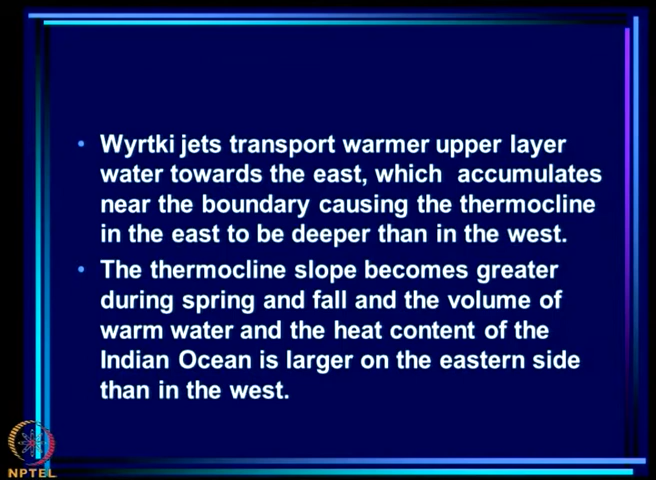 • Wyrtki jets transport warmer upper layer
water towards the east, which accumulates
near the boundary causing the thermocline
in the east to be deeper than in the west.
• The thermocline slope becomes greater
during spring and fall and the volume of
warm water and the heat content of the
Indian Ocean is larger on the eastern side
than in the west.
NPTEL